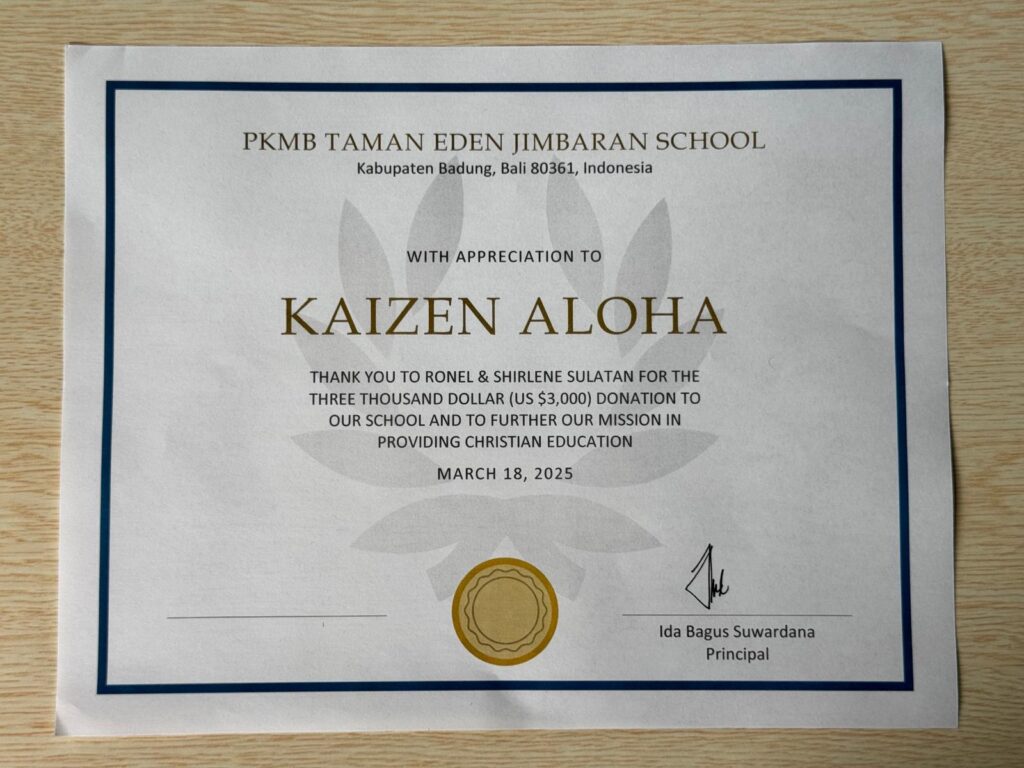 PKMB TAMAN EDEN JIMBARAN SCHOOL
Kabupaten Badung, Bali 80361, Indonesia
WITH APPRECIATION TO
KAIZEN ALOHA
THANK YOU TO RONEL & SHIRLENE SULATAN FOR THE
THREE THOUSAND DOLLAR (US $3,000) DONATION TO
OUR SCHOOL AND TO FURTHER OUR MISSION IN
PROVIDING CHRISTIAN EDUCATION
MARCH 18, 2025
Ida Bagus Suwardana
Principal